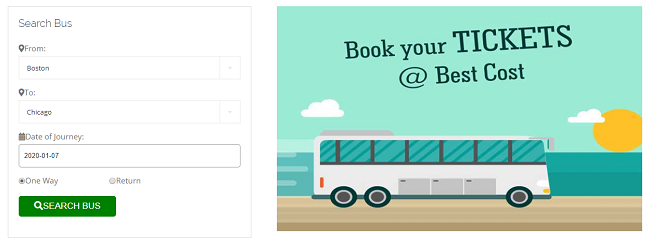 Search Bus
From:
Boston
To:
Chicago
Date of Journey:
2020-01-07
One Way Return
SEARCH BUS
Book your TICKETS
@ Best Cost